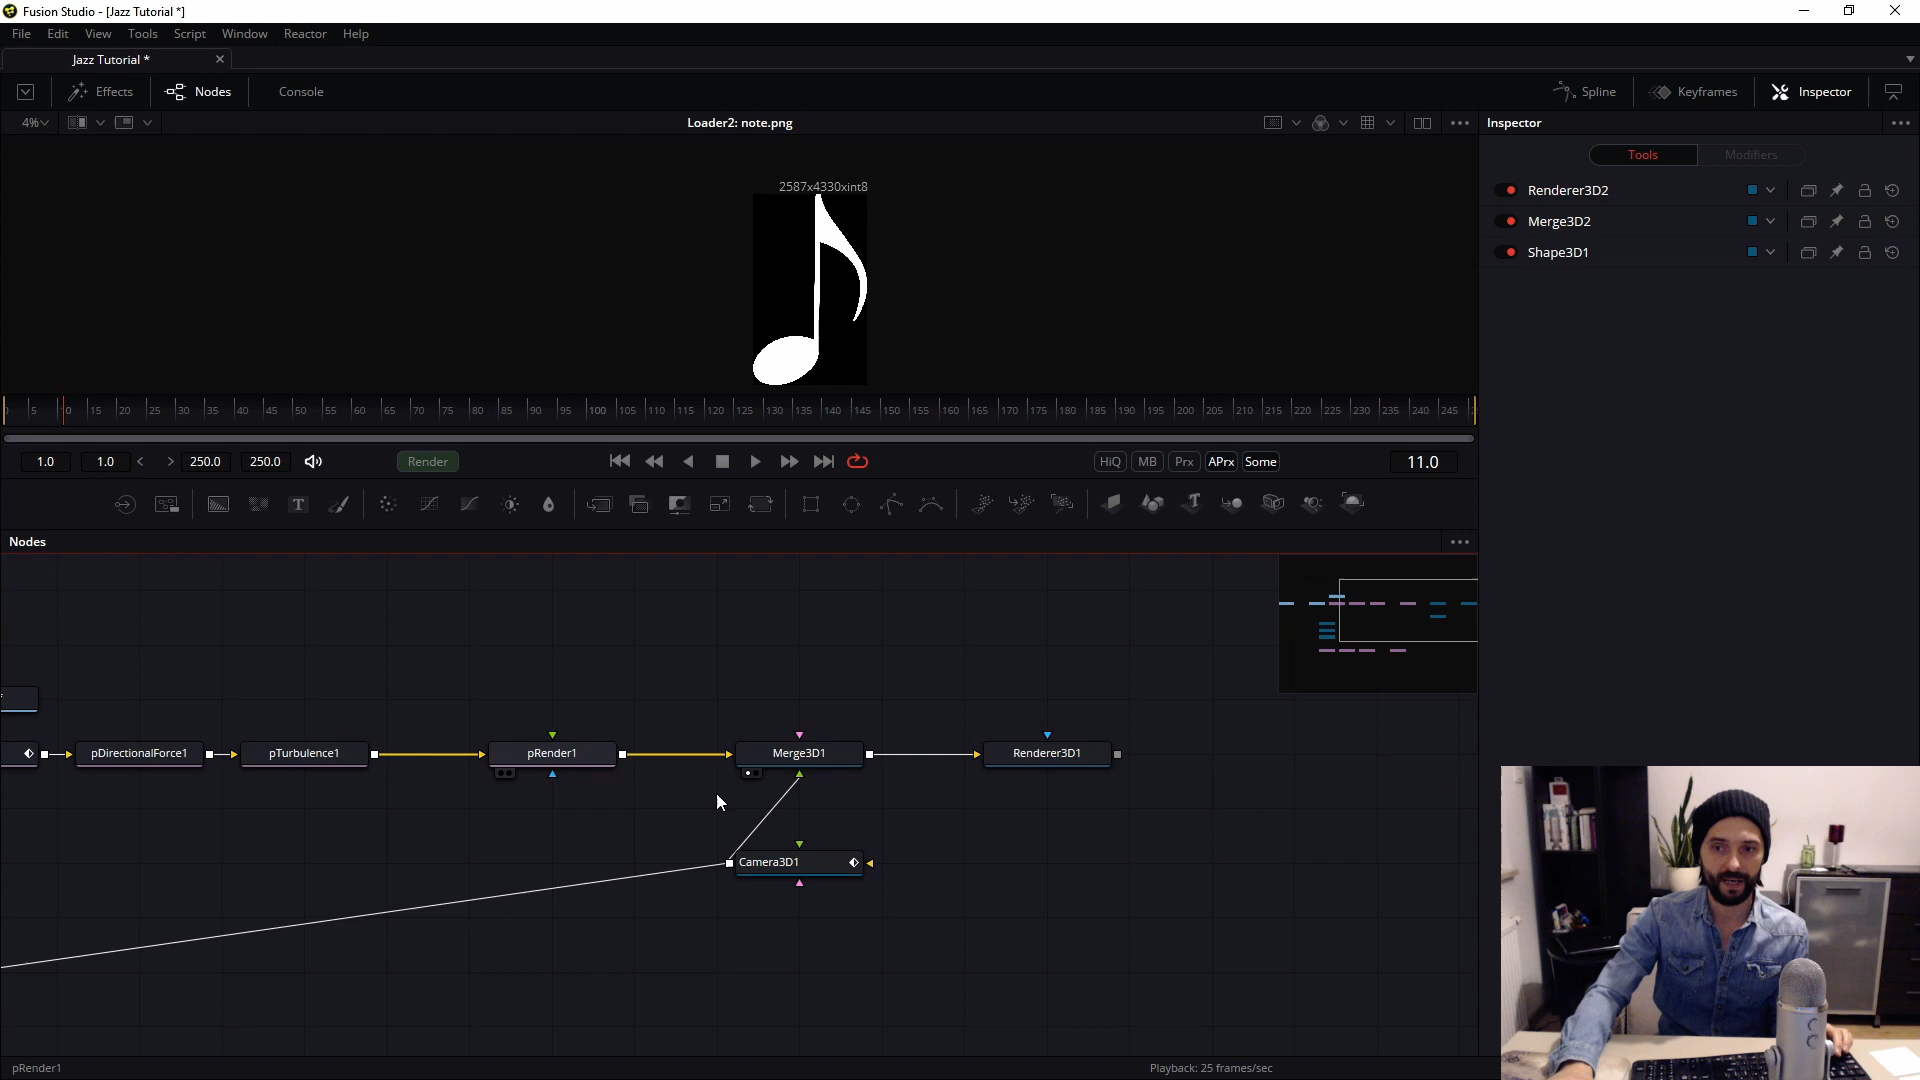 Fusion Studio - [Jazz Tutorial *]
File Edit View Tools Script Window Reactor Help
Jazz Tutorial *
Effects Nodes Console Spline Keyframes Inspector
4% Loader2: note.png Inspector
Tools Modifiers
2587x4330xint8
Renderer3D2
Merge3D2
Shape3D1
5 0 15 20 25 30 35 40 45 50 55 60 65 70 75 80 85 90 95 100 105 110 115 120 125 130 135 140 145 150 155 160 165 170 175 180 185 190 195 200 205 210 215 220 225 230 235 240 245
1.0 1.0 < > 250.0 250.0 Render HiQ MB Prx APrx Some 11.0
T T
Nodes
pDirectionalForce1 pTurbulence1 pRender1 Merge3D1 Renderer3D1
Camera3D1
pRender1 Playback: 25 frames/sec